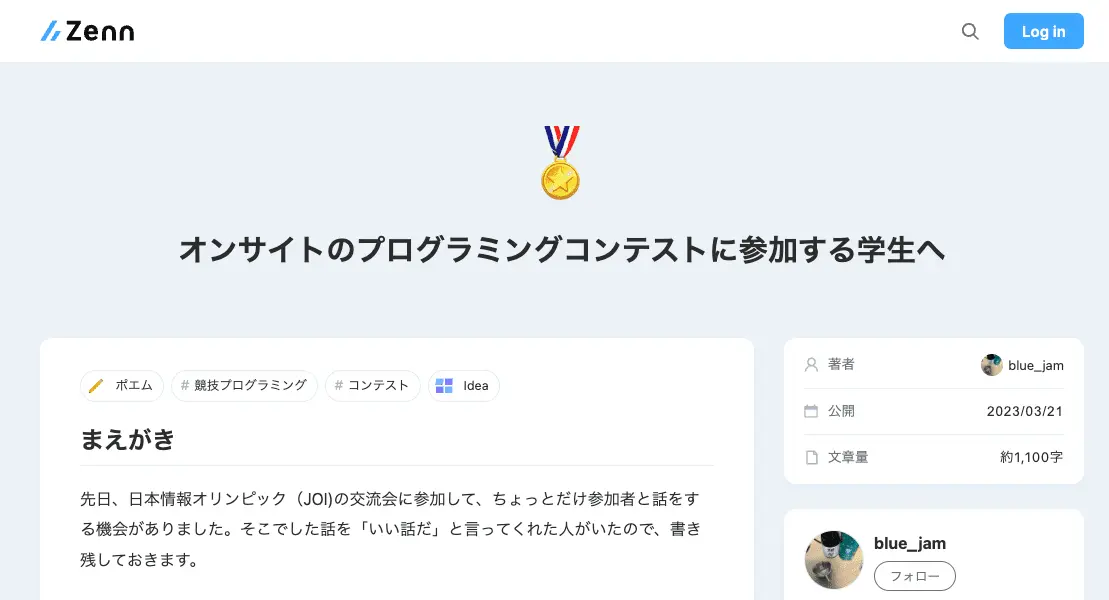 Zenn
Log in
オンサイトのプログラミングコンテストに参加する学生へ
ポエム
# 競技プログラミング
# コンテスト
Idea
まえがき
先日、日本情報オリンピック（JOI)の交流会に参加して、ちょっとだけ参加者と話をす
る機会がありました。そこでした話を「いい話だ」と言ってくれた人がいたので、書き
残しておきます。
著者
blue_jam
公開
2023/03/21
文章量
約1,100字
blue_jam
フォロー